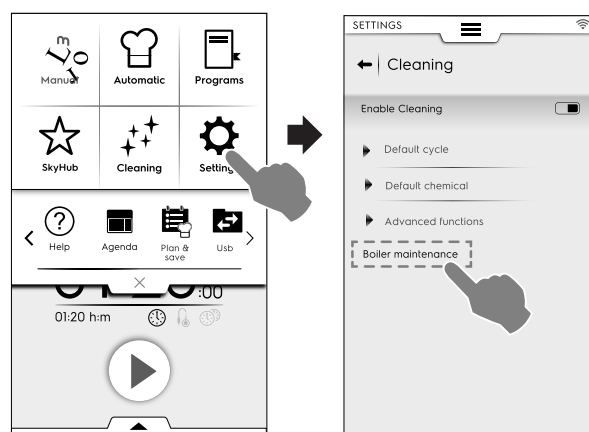 Manual
Automatic
Programs
SkyHub
Cleaning
Setting
Help
Agenda
Plan &
save
Usb
:00
01:20 h:m
SETTINGS
Cleaning
Enable Cleaning
Default cycle
Default chemical
Advanced functions
Boiler maintenance